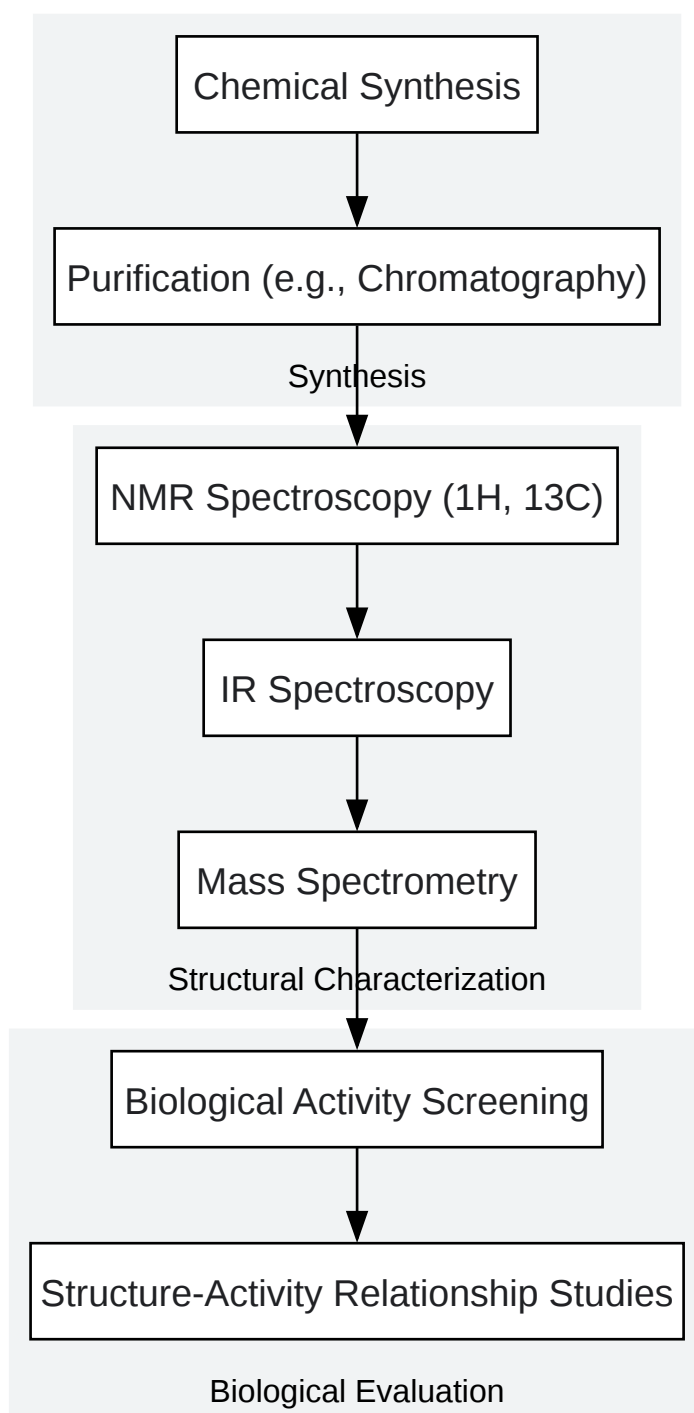 Chemical Synthesis
Purification (e.g., Chromatography)
Synthesis
NMR Spectroscopy (1H, 13C)
IR Spectroscopy
Mass Spectrometry
Structural Characterization
Biological Activity Screening
Structure-Activity Relationship Studies
Biological Evaluation